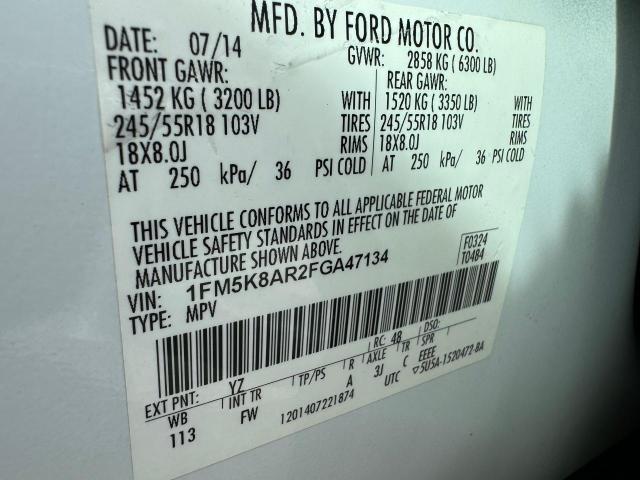 MFD. BY FORD MOTOR CO.
DATE: 07/14 GVWR: 2858 KG ( 6300 LB)
FRONT GAWR: REAR GAWR:
1452 KG ( 3200 LB) WITH 1520 KG ( 3350 LB) WITH
245/55R18 103V TIRES 245/55R18 103V TIRES
18X8.0J RIMS 18X8.0J RIMS
AT 250 kPa/ 36 PSI COLD AT 250 kPa/ 36 PSI COLD
THIS VEHICLE CONFORMS TO ALL APPLICABLE FEDERAL MOTOR
VEHICLE SAFETY STANDARDS IN EFFECT ON THE DATE OF
MANUFACTURE SHOWN ABOVE.
F0324
T0484
VIN: 1FM5K8AR2FGA47134
TYPE: MPV
EXT PNT: YZ RC: 48 DSO:
WB INT TR TP/PS R AXLE TR SPR
113 FW A 3J C EEEE
1201407221874 UTC ▽5U5A-1520472-BA